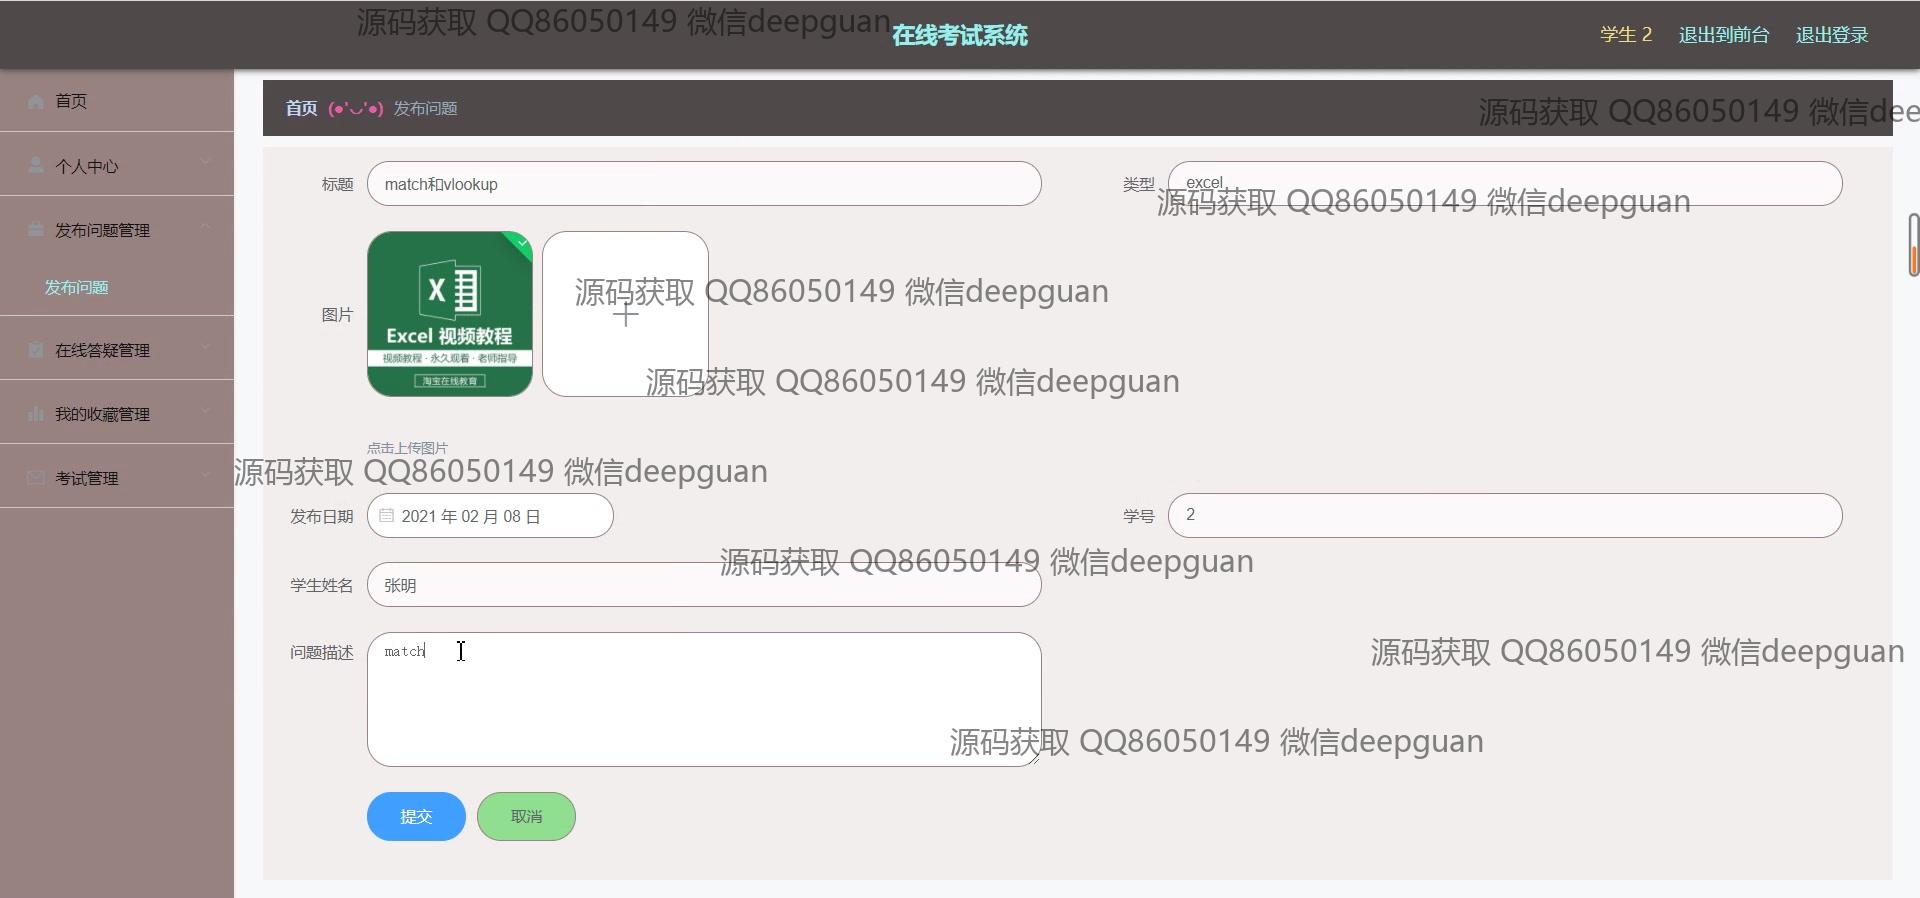 源码获取 QQ86050149 微信deepguan
在线考试系统
学生 2
退出到前台
退出登录
首页
个人中心
发布问题管理
发布问题
在线答疑管理
我的收藏管理
考试管理
首页 (●'◡'●) 发布问题
源码获取 QQ86050149 微信dee
标题
match和vlookup
类型
excel
源码获取 QQ86050149 微信deepguan
图片
X
Excel 视频教程
视频教程 · 永久观看 · 老师指导
淘宝在线教育
源码获取 QQ86050149 微信deepguan
源码获取 QQ86050149 微信deepguan
点击上传图片
源码获取 QQ86050149 微信deepguan
发布日期
2021 年 02 月 08 日
学号
2
源码获取 QQ86050149 微信deepguan
学生姓名
张明
问题描述
match
源码获取 QQ86050149 微信deepguan
源码获取 QQ86050149 微信deepguan
提交
取消